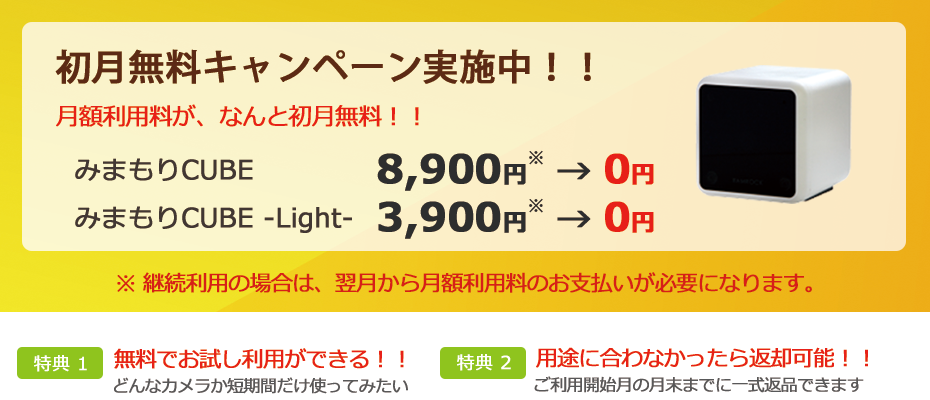 初月無料キャンペーン実施中！！
月額利用料が、なんと初月無料！！
みまもりCUBE 8,900円※ → 0円
みまもりCUBE -Light- 3,900円※ → 0円
※ 継続利用の場合は、翌月から月額利用料のお支払いが必要になります。
特典 1 無料でお試し利用ができる！！
どんなカメラか短期間だけ使ってみたい
特典 2 用途に合わなかったら返却可能！！
ご利用開始月の月末までに一式返品できます